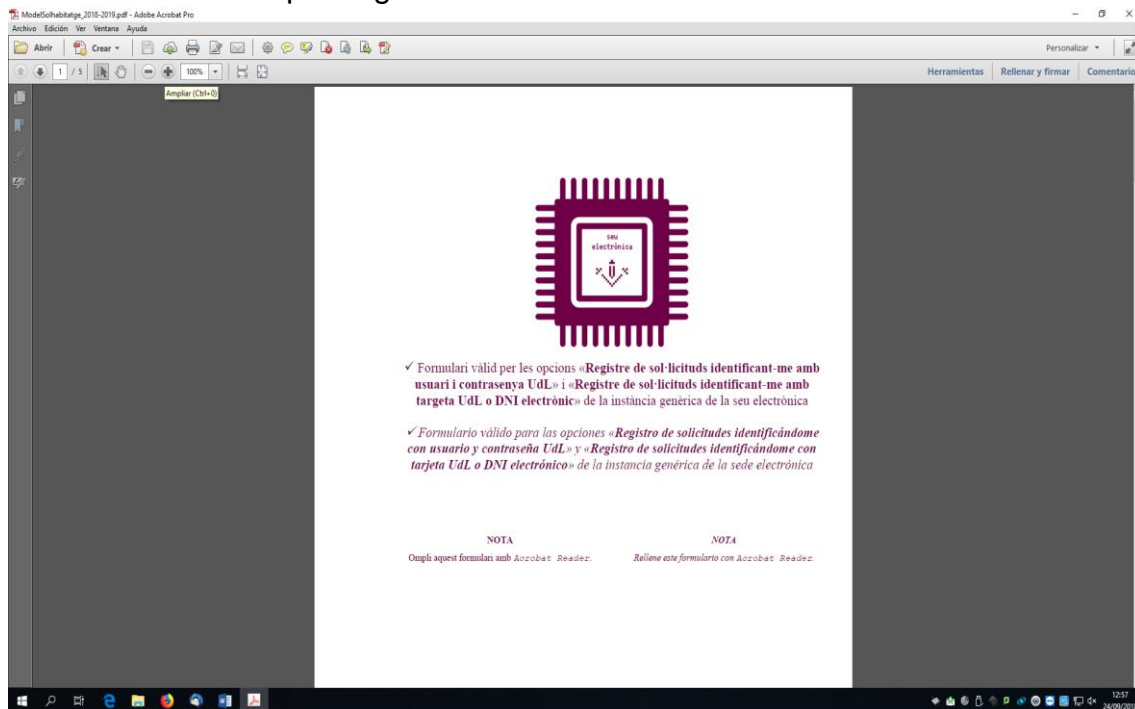 ModelSolhabitatge_2018-2019.pdf - Adobe Acrobat Pro
Archivo Edición Ver Ventana Ayuda
Abrir Crear Personalizar
1 / 5 100% Herramientas Rellenar y firmar Comentario
Ampliar (Ctrl+0)
seu
electrònica
✓ Formulari vàlid per les opcions «Registre de sol·licituds identificant-me amb
usuari i contrasenya UdL» i «Registre de sol·licituds identificant-me amb
targeta UdL o DNI electrònic» de la instància genèrica de la seu electrònica
✓ Formulario válido para las opciones «Registro de solicitudes identificándome
con usuario y contraseña UdL» y «Registro de solicitudes identificándome con
tarjeta UdL o DNI electrónico» de la instancia genérica de la sede electrónica
NOTA NOTA
Ompli aquest formulari amb Acrobat Reader. Rellene este formulario con Acrobat Reader.
12:57